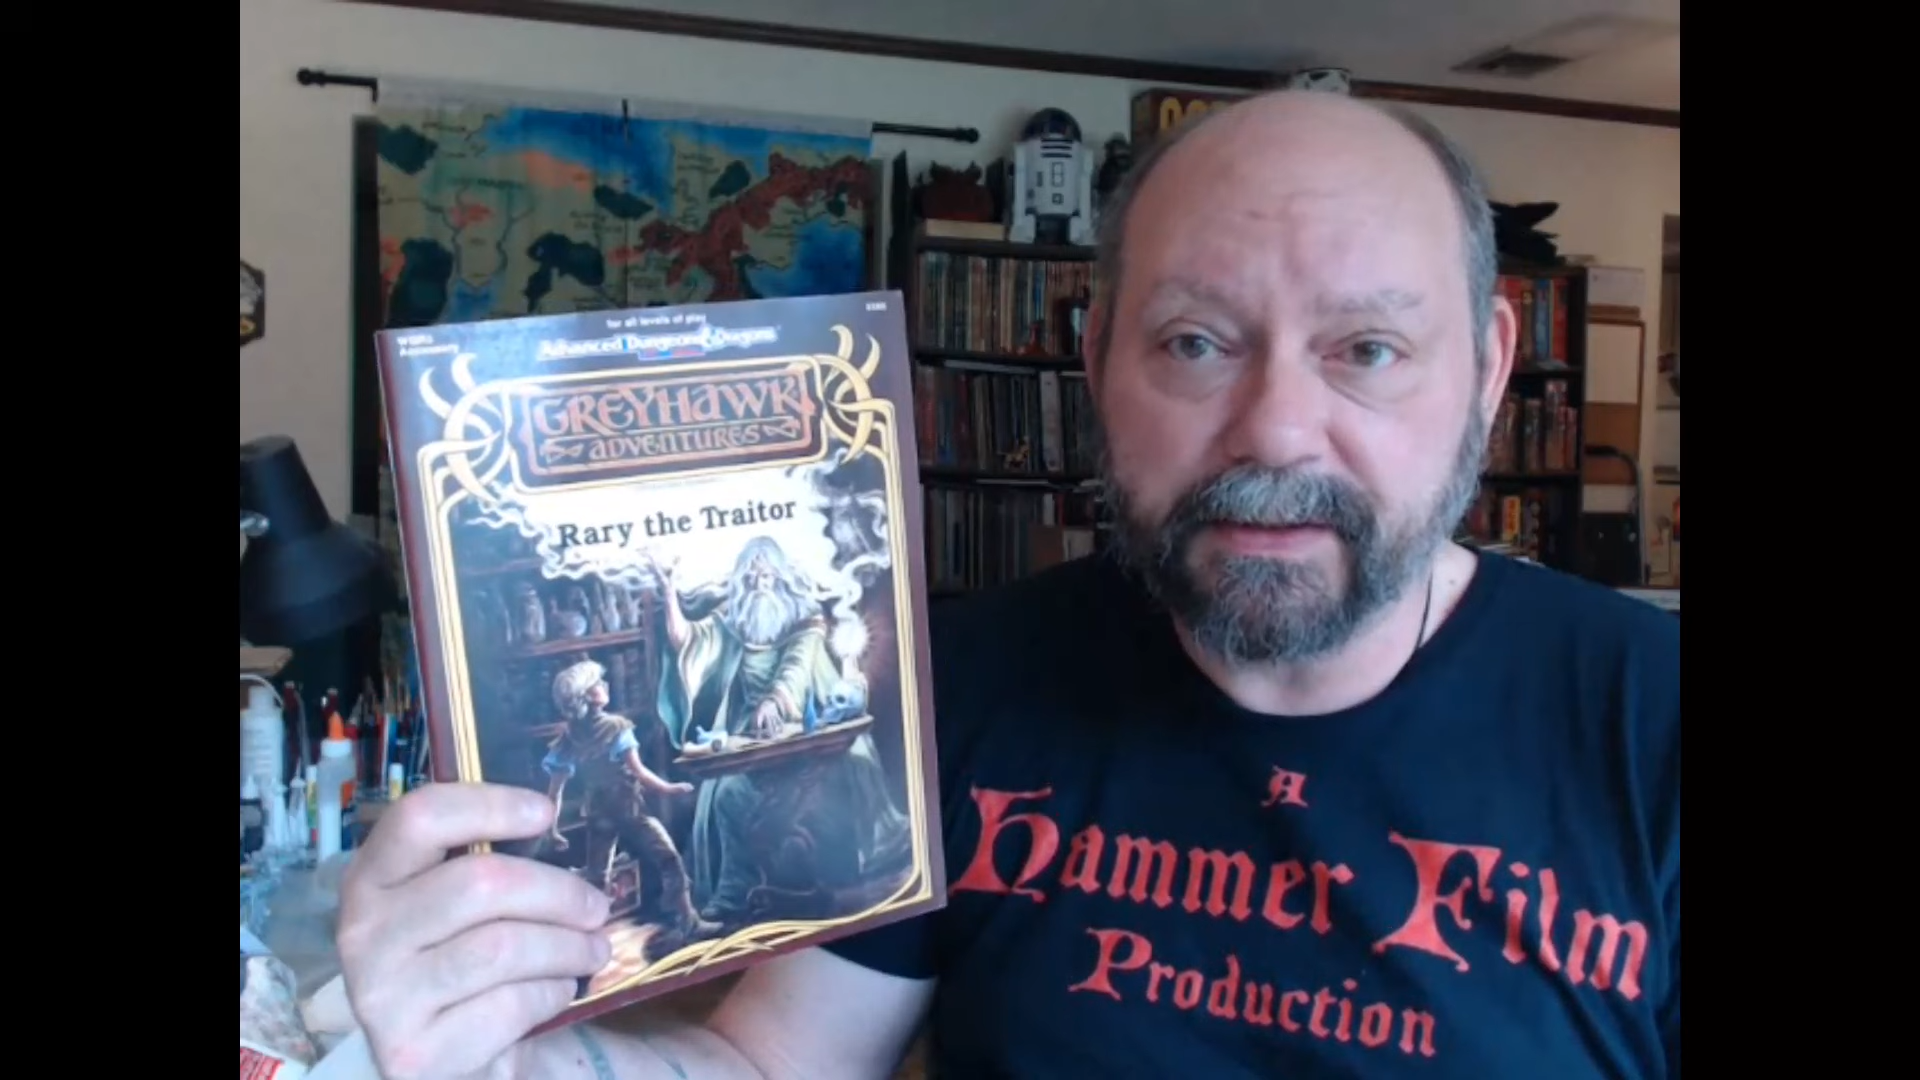 for all levels of play
Advanced Dungeons & Dragons
GREYHAWK
ADVENTURES
Rary the Traitor
A
Hammer Film
Production